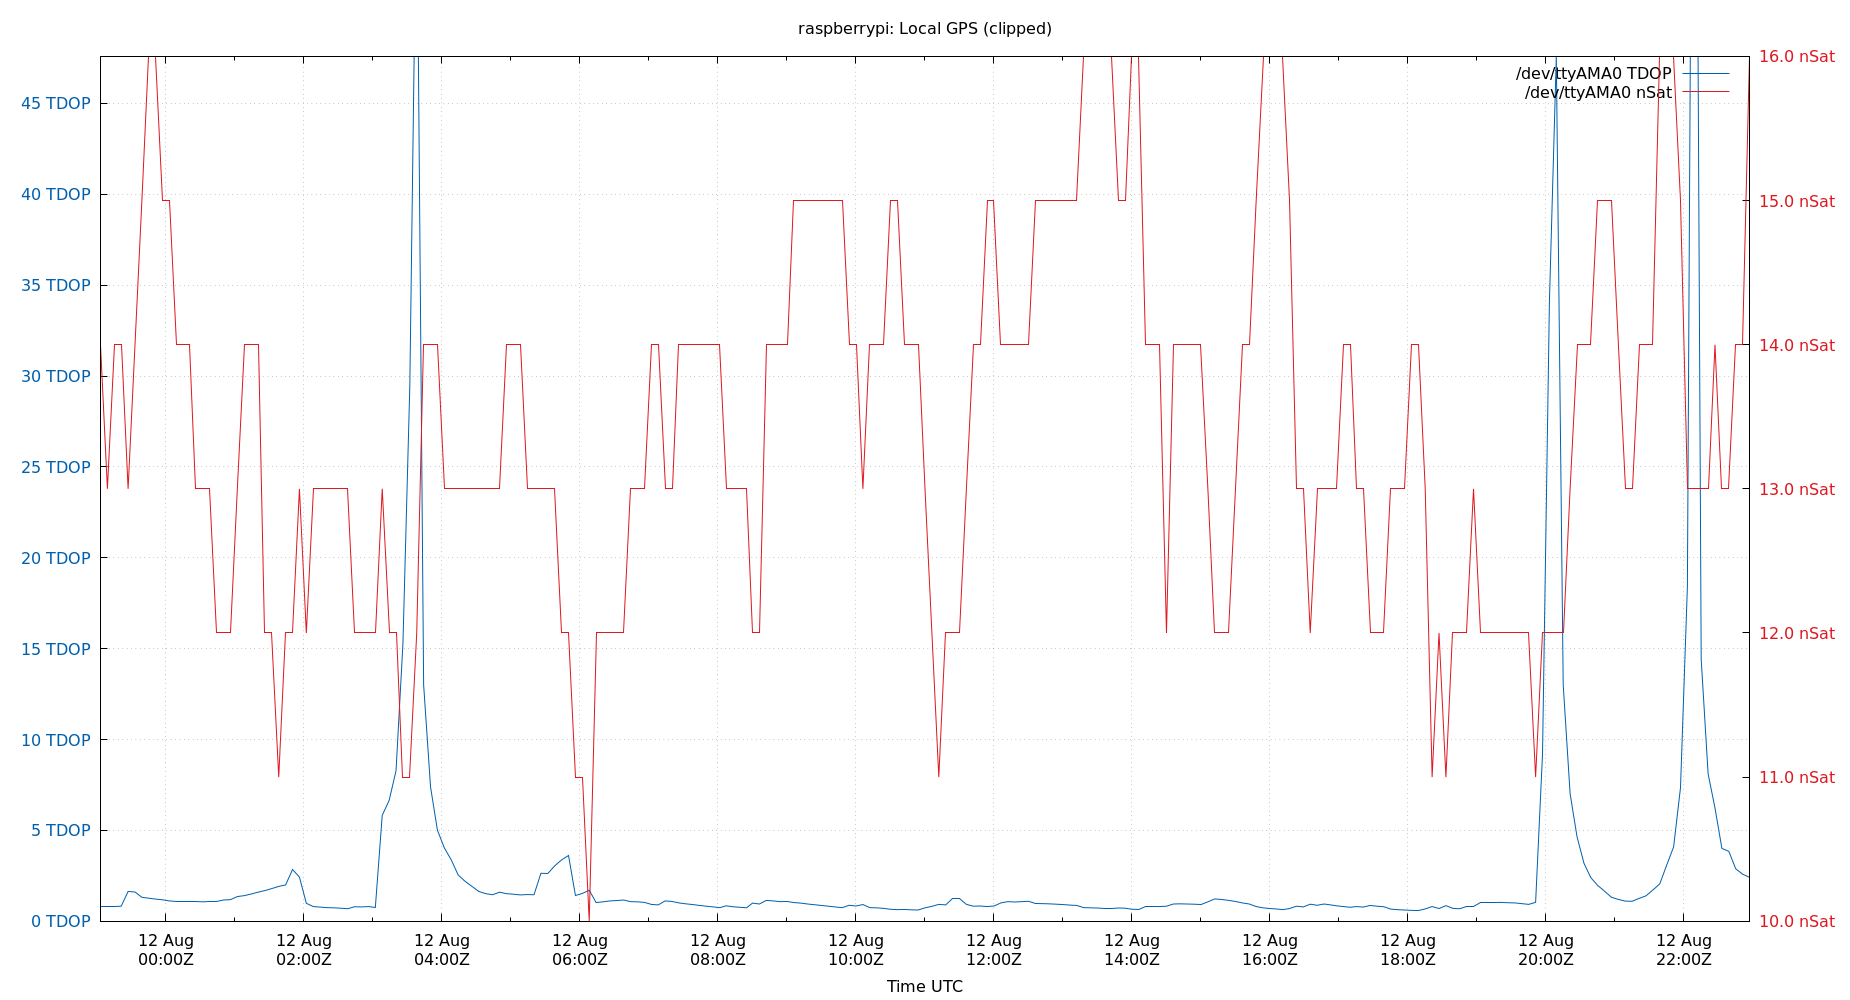 raspberrypi: Local GPS (clipped)
/dev/ttyAMA0 TDOP
/dev/ttyAMA0 nSat
45 TDOP
40 TDOP
35 TDOP
30 TDOP
25 TDOP
20 TDOP
15 TDOP
10 TDOP
5 TDOP
0 TDOP
16.0 nSat
15.0 nSat
14.0 nSat
13.0 nSat
12.0 nSat
11.0 nSat
10.0 nSat
12 Aug 12 Aug 12 Aug 12 Aug 12 Aug 12 Aug 12 Aug 12 Aug 12 Aug 12 Aug 12 Aug 12 Aug
00:00Z 02:00Z 04:00Z 06:00Z 08:00Z 10:00Z 12:00Z 14:00Z 16:00Z 18:00Z 20:00Z 22:00Z
Time UTC